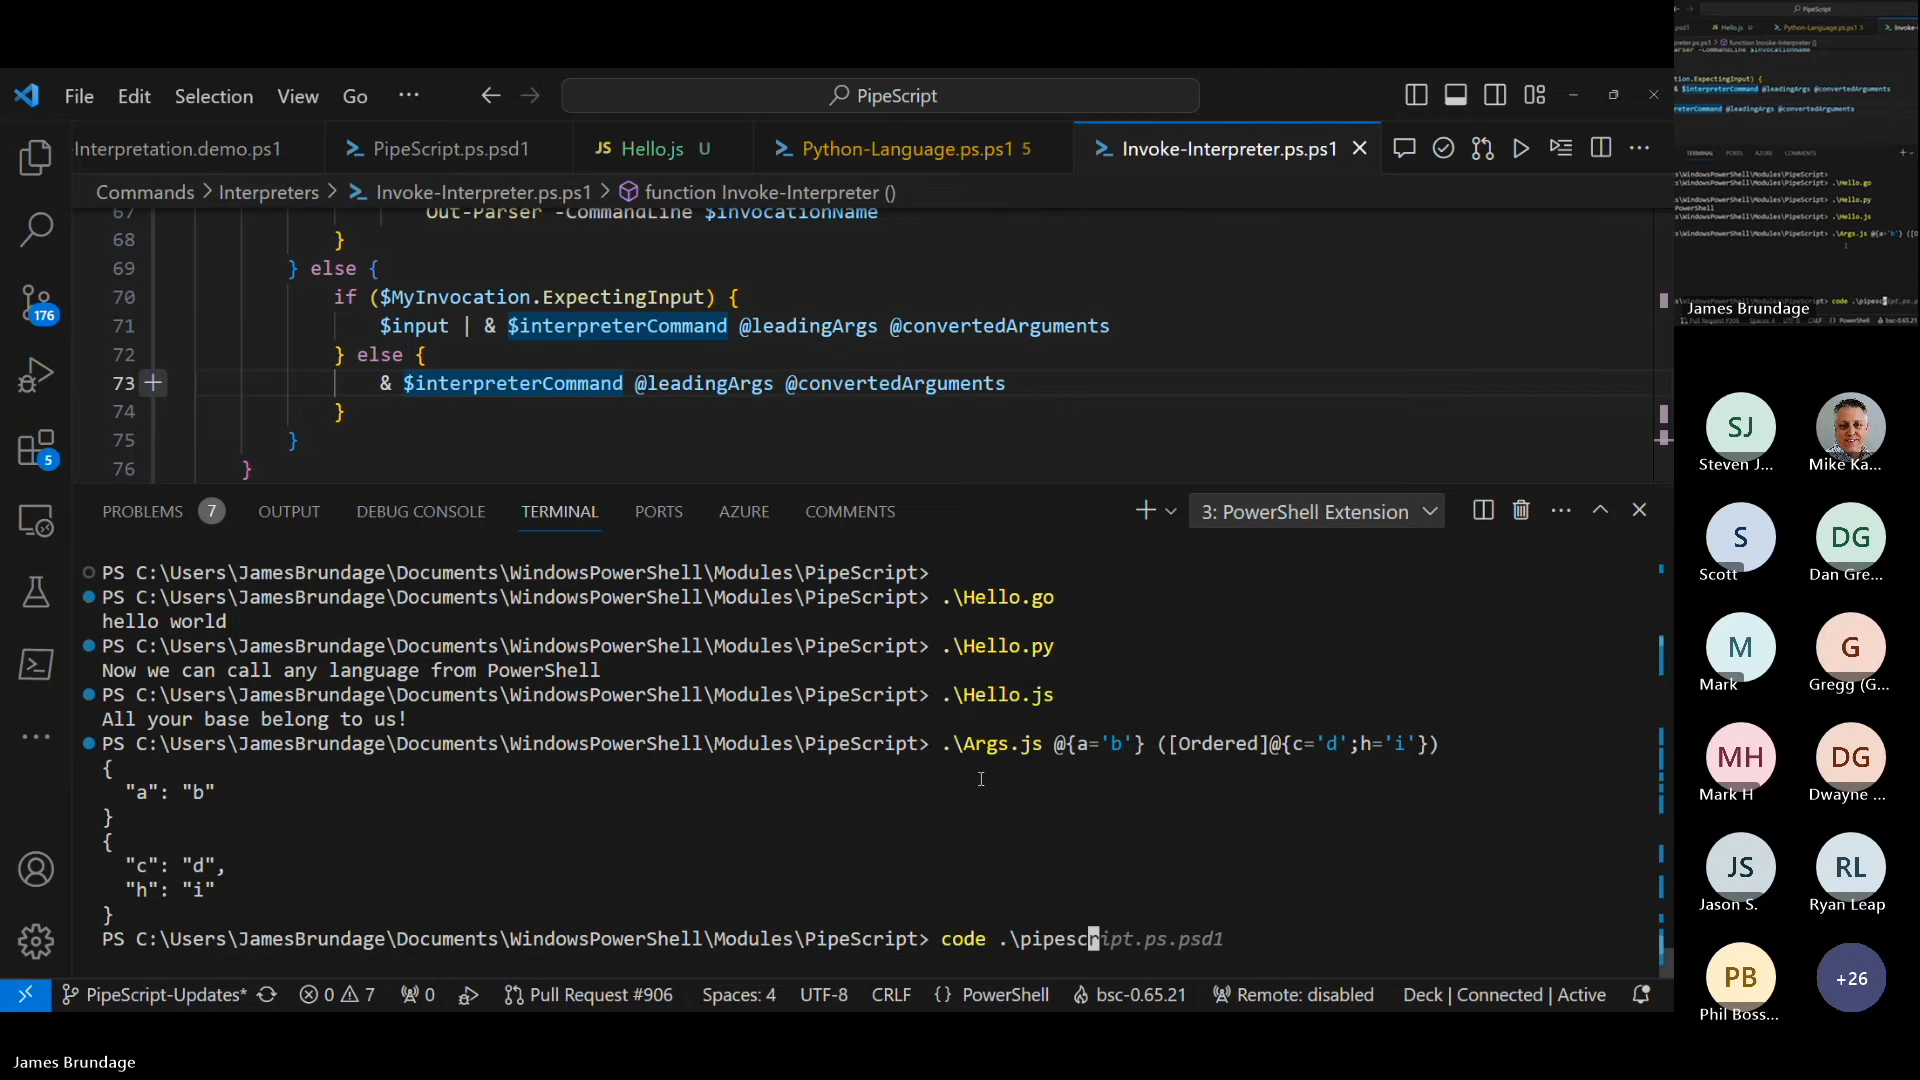 File Edit Selection View Go ··· PipeScript
Interpretation.demo.ps1 PipeScript.ps.psd1 JS Hello.js U Python-Language.ps.ps1 5 Invoke-Interpreter.ps.ps1
Commands > Interpreters > Invoke-Interpreter.ps.ps1 > function Invoke-Interpreter ()
67 Out-Parser -CommandLine $invocationName
68 }
69 } else {
70 if ($MyInvocation.ExpectingInput) {
71 $input | & $interpreterCommand @leadingArgs @convertedArguments
72 } else {
73 & $interpreterCommand @leadingArgs @convertedArguments
74 }
75 }
76 }
176
5
PROBLEMS 7 OUTPUT DEBUG CONSOLE TERMINAL PORTS AZURE COMMENTS 3: PowerShell Extension
PS C:\Users\JamesBrundage\Documents\WindowsPowerShell\Modules\PipeScript>
PS C:\Users\JamesBrundage\Documents\WindowsPowerShell\Modules\PipeScript> .\Hello.go
hello world
PS C:\Users\JamesBrundage\Documents\WindowsPowerShell\Modules\PipeScript> .\Hello.py
Now we can call any language from PowerShell
PS C:\Users\JamesBrundage\Documents\WindowsPowerShell\Modules\PipeScript> .\Hello.js
All your base belong to us!
PS C:\Users\JamesBrundage\Documents\WindowsPowerShell\Modules\PipeScript> .\Args.js @{a='b'} ([Ordered]@{c='d';h='i'})
{
"a": "b"
}
{
"c": "d",
"h": "i"
}
PS C:\Users\JamesBrundage\Documents\WindowsPowerShell\Modules\PipeScript> code .\pipescript.ps.psd1
PipeScript-Updates* 0 7 0 Pull Request #906 Spaces: 4 UTF-8 CRLF {} PowerShell bsc-0.65.21 Remote: disabled Deck | Connected | Active
James Brundage
James Brundage
SJ
Steven J...
Mike Ka...
S
Scott
DG
Dan Gre...
M
Mark
G
Gregg (G...
MH
Mark H
DG
Dwayne ...
JS
Jason S.
RL
Ryan Leap
PB
Phil Boss...
+26